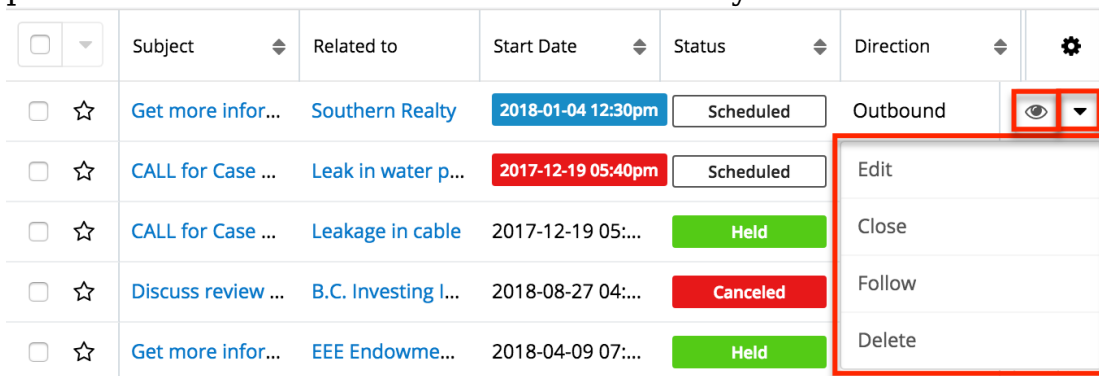 Subject Related to Start Date Status Direction
Get more infor... Southern Realty 2018-01-04 12:30pm Scheduled Outbound
CALL for Case ... Leak in water p... 2017-12-19 05:40pm Scheduled Edit
CALL for Case ... Leakage in cable 2017-12-19 05:... Held Close
Discuss review ... B.C. Investing I... 2018-08-27 04:... Canceled Follow
Get more infor... EEE Endowme... 2018-04-09 07:... Held Delete